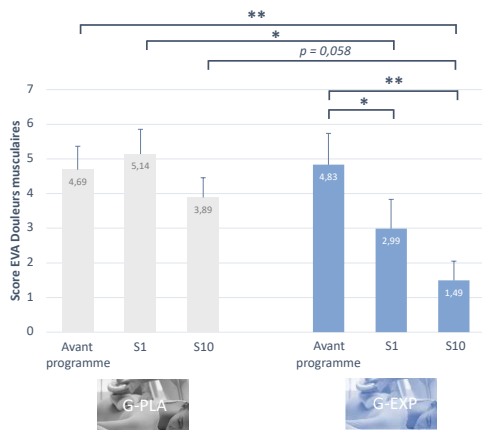 **
*
p = 0,058
**
*
Score EVA Douleurs musculaires
7
6
5
4
3
2
1
0
4,69
5,14
3,89
4,83
2,99
1,49
Avant programme
S1
S10
Avant programme
S1
S10
G-PLA
G-EXP